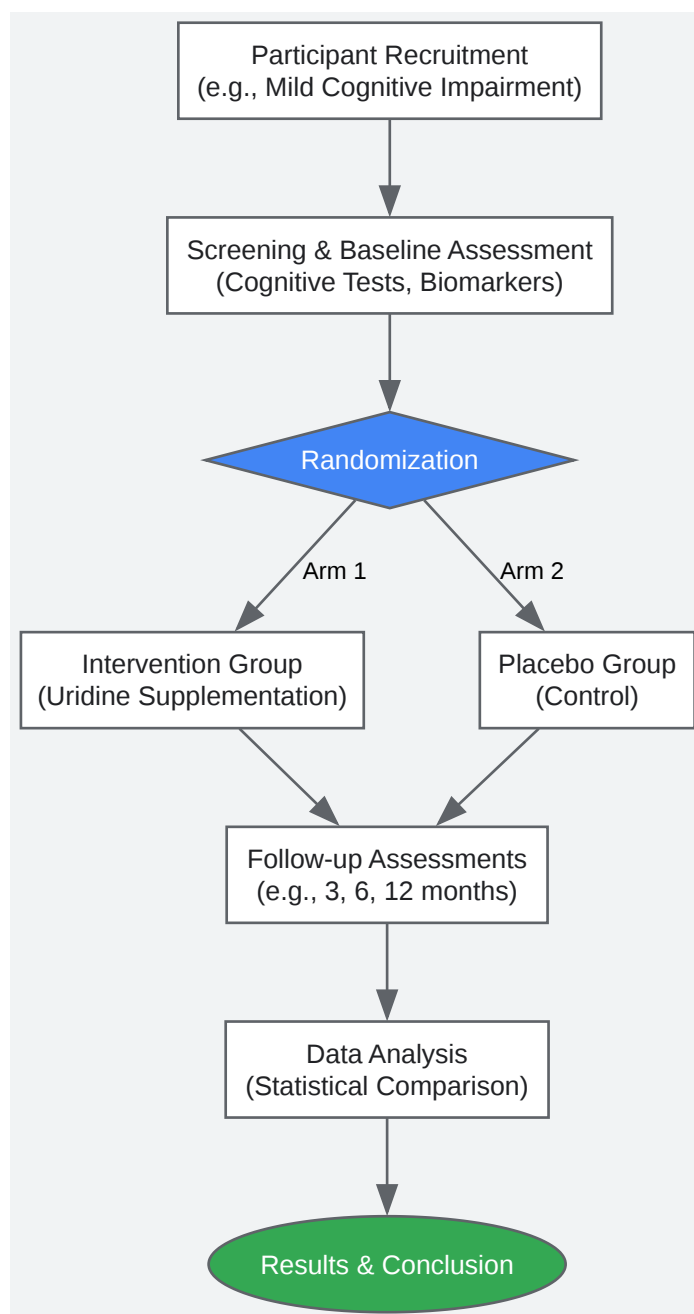 Participant Recruitment
(e.g., Mild Cognitive Impairment)
Screening & Baseline Assessment
(Cognitive Tests, Biomarkers)
Randomization
Arm 1
Arm 2
Intervention Group
(Uridine Supplementation)
Placebo Group
(Control)
Follow-up Assessments
(e.g., 3, 6, 12 months)
Data Analysis
(Statistical Comparison)
Results & Conclusion